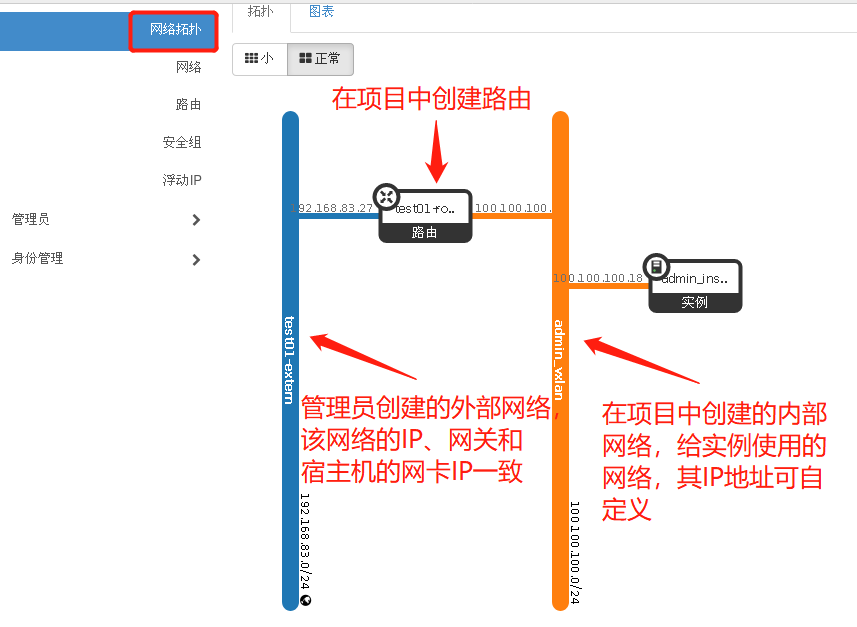 拓扑
图表
网络拓扑
网络
路由
安全组
浮动IP
管理员
身份管理
小
正常
在项目中创建路由
192.168.83.27
test01-ro..
路由
100.100.100.
100.100.100.18
admin_ins..
实例
test01-extern
admin_vxlan
管理员创建的外部网络，
该网络的IP、网关和
宿主机的网卡IP一致
在项目中创建的内部
网络，给实例使用的
网络，其IP地址可自
定义
192.168.83.0/24
100.100.100.0/24